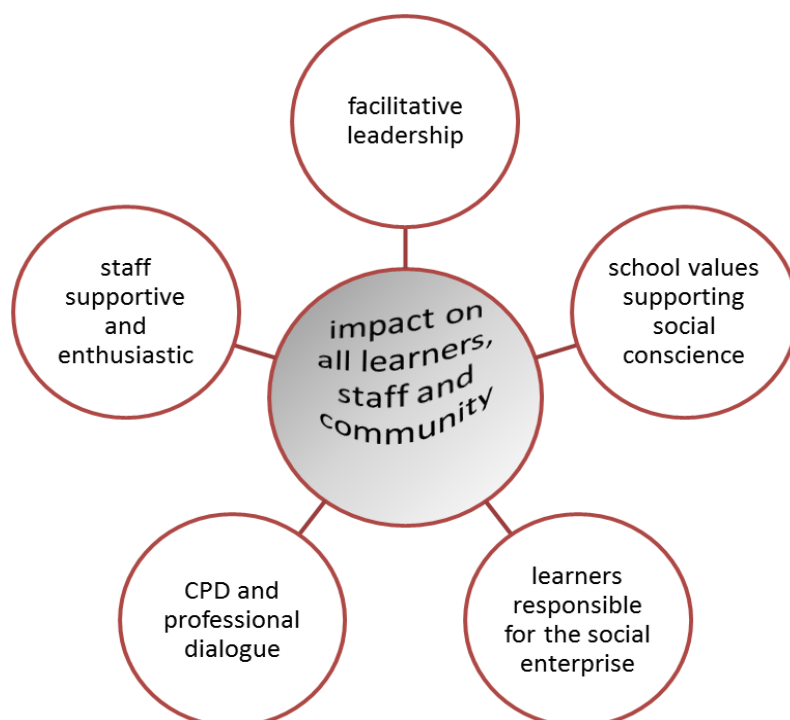 facilitative
leadership
staff
supportive
and
enthusiastic
impact on
all learners,
staff and
community
school values
supporting
social
conscience
CPD and
professional
dialogue
learners
responsible
for the social
enterprise